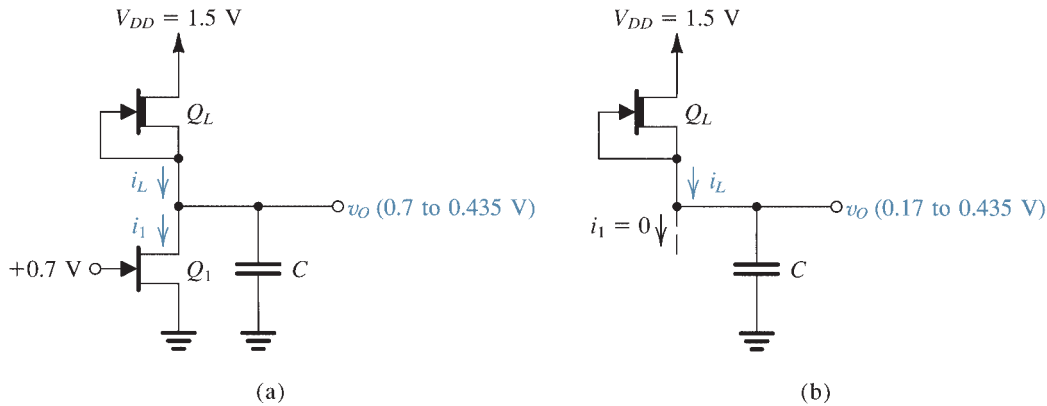 V_DD = 1.5 V
Q_L
i_L
v_O (0.7 to 0.435 V)
i_1
+0.7 V
Q_1
C
(a)
V_DD = 1.5 V
Q_L
i_L
v_O (0.17 to 0.435 V)
i_1 = 0
C
(b)